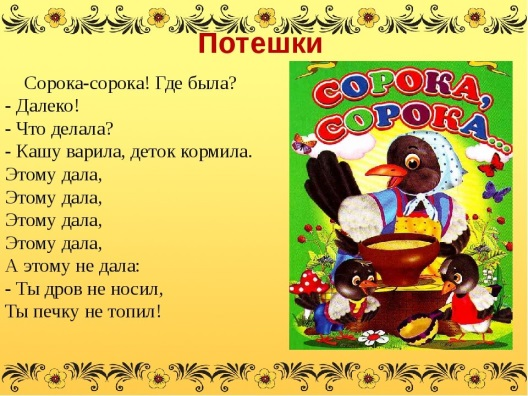 Потешки
Сорока-сорока! Где была?
- Далеко!
- Что делала?
- Кашу варила, деток кормила.
Этому дала,
Этому дала,
Этому дала,
Этому дала,
А этому не дала:
- Ты дров не носил,
Ты печку не топил!
СОРОКА,
СОРОКА...